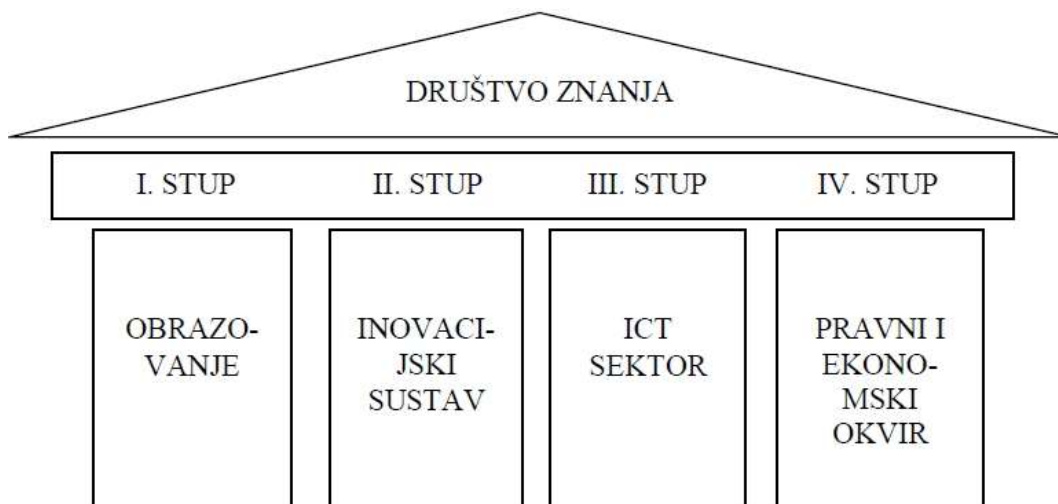 DRUŠTVO ZNANJA
I. STUP
II. STUP
III. STUP
IV. STUP
OBRAZO-
VANJE
INOVACI-
JSKI
SUSTAV
ICT
SEKTOR
PRAVNI I
EKONO-
MSKI
OKVIR